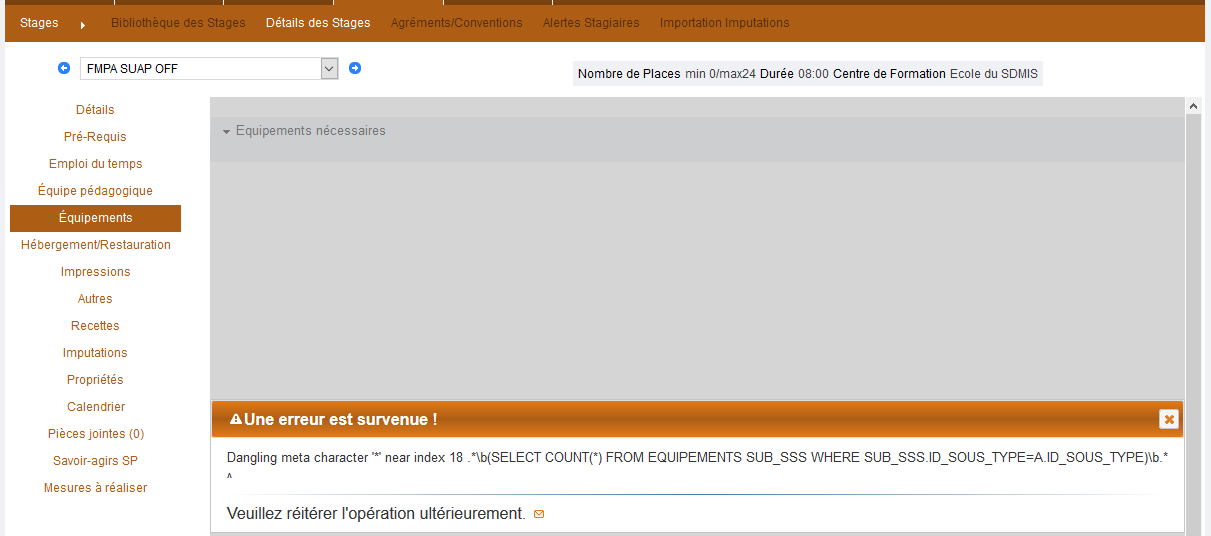 Stages Bibliothèque des Stages Détails des Stages Agréments/Conventions Alertes Stagiaires Importation Imputations
FMPA SUAP OFF
Nombre de Places min 0/max24 Durée 08:00 Centre de Formation Ecole du SDMIS
Détails
Pré-Requis
Emploi du temps
Équipe pédagogique
Équipements
Hébergement/Restauration
Impressions
Autres
Recettes
Imputations
Propriétés
Calendrier
Pièces jointes (0)
Savoir-agirs SP
Mesures à réaliser
Equipements nécessaires
Une erreur est survenue !
Dangling meta character '*' near index 18 .*\b(SELECT COUNT(*) FROM EQUIPEMENTS SUB_SSS WHERE SUB_SSS.ID_SOUS_TYPE=A.ID_SOUS_TYPE)\b.*
^
Veuillez réitérer l'opération ultérieurement.